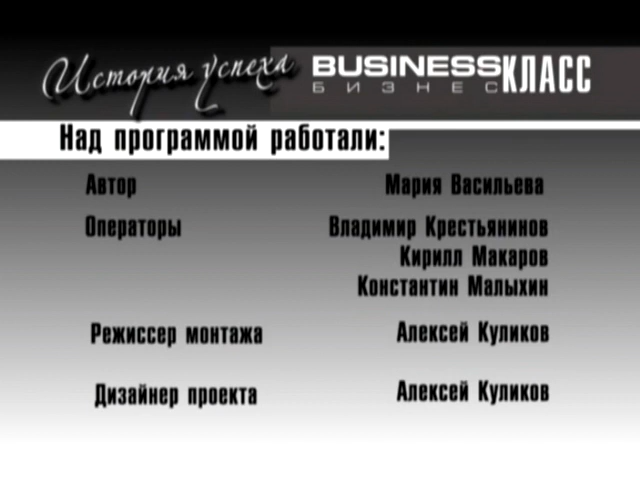 История успеха BUSINESS КЛАСС
БИЗНЕС
Над программой работали:
Автор Мария Васильева
Операторы Владимир Крестьянинов
Кирилл Макаров
Константин Малыхин
Режиссер монтажа Алексей Куликов
Дизайнер проекта Алексей Куликов